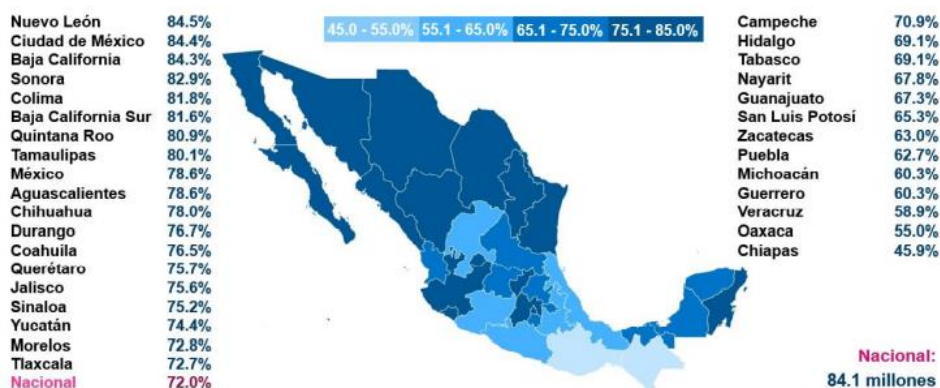 Nuevo León 84.5%
Ciudad de México 84.4%
Baja California 84.3%
Sonora 82.9%
Colima 81.8%
Baja California Sur 81.6%
Quintana Roo 80.9%
Tamaulipas 80.1%
México 78.6%
Aguascalientes 78.6%
Chihuahua 78.0%
Durango 76.7%
Coahuila 76.5%
Querétaro 75.7%
Jalisco 75.6%
Sinaloa 75.2%
Yucatán 74.4%
Morelos 72.8%
Tlaxcala 72.7%
Nacional 72.0%
45.0 - 55.0% 55.1 - 65.0% 65.1 - 75.0% 75.1 - 85.0%
Campeche 70.9%
Hidalgo 69.1%
Tabasco 69.1%
Nayarit 67.8%
Guanajuato 67.3%
San Luis Potosí 65.3%
Zacatecas 63.0%
Puebla 62.7%
Michoacán 60.3%
Guerrero 60.3%
Veracruz 58.9%
Oaxaca 55.0%
Chiapas 45.9%
Nacional:
84.1 millones